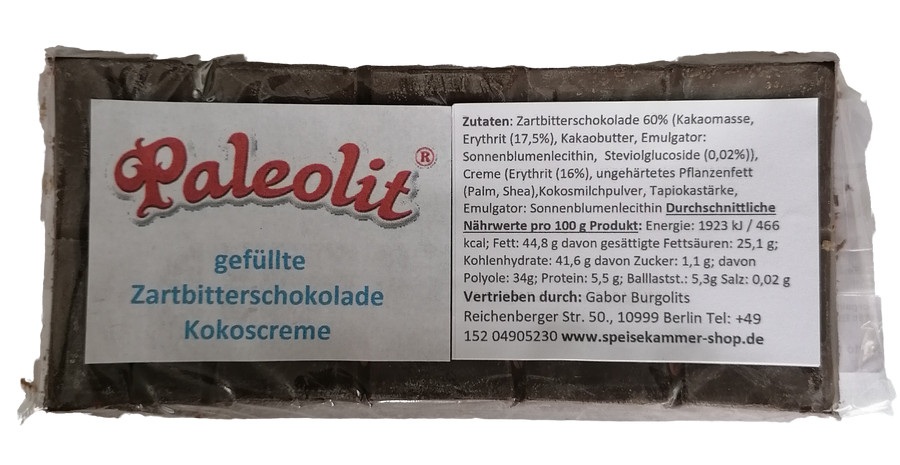 Paleolit®
gefüllte
Zartbitterschokolade
Kokoscreme
Zutaten: Zartbitterschokolade 60% (Kakaomasse,
Erythrit (17,5%), Kakaobutter, Emulgator:
Sonnenblumenlecithin, Steviolglucoside (0,02%)),
Creme (Erythrit (16%), ungehärtetes Pflanzenfett
(Palm, Shea),Kokosmilchpulver, Tapiokastärke,
Emulgator: Sonnenblumenlecithin Durchschnittliche
Nährwerte pro 100 g Produkt: Energie: 1923 kJ / 466
kcal; Fett: 44,8 g davon gesättigte Fettsäuren: 25,1 g;
Kohlenhydrate: 41,6 g davon Zucker: 1,1 g; davon
Polyole: 34g; Protein: 5,5 g; Balllastst.: 5,3g Salz: 0,02 g
Vertrieben durch: Gabor Burgolits
Reichenberger Str. 50., 10999 Berlin Tel: +49
152 04905230 www.speisekammer-shop.de